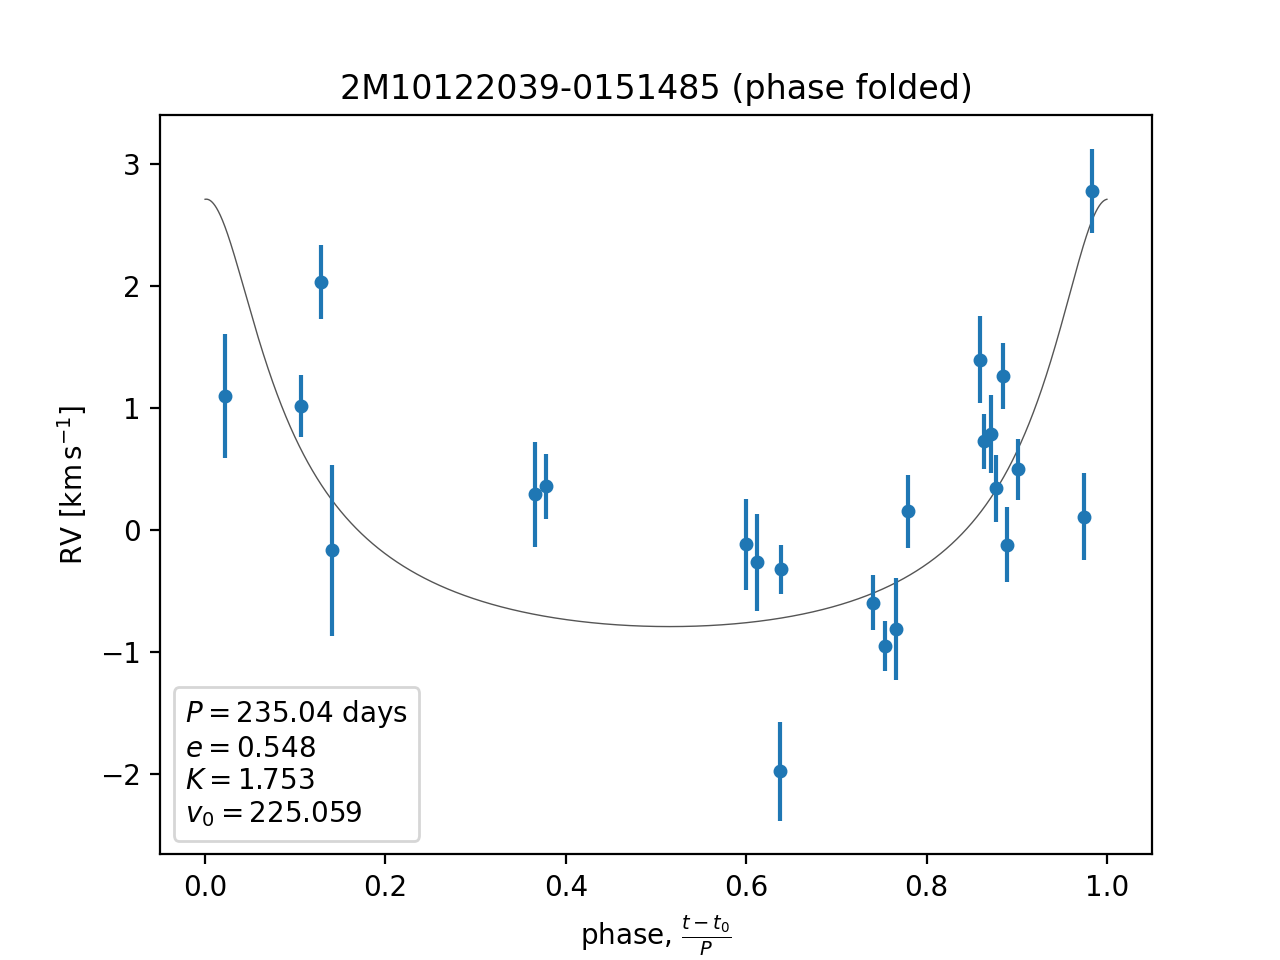 2M10122039-0151485 (phase folded)
3
2
1
0
−1
−2
RV [km s⁻¹]
P = 235.04 days
e = 0.548
K = 1.753
v₀ = 225.059
0.0 0.2 0.4 0.6 0.8 1.0
phase, (t − t₀)/P